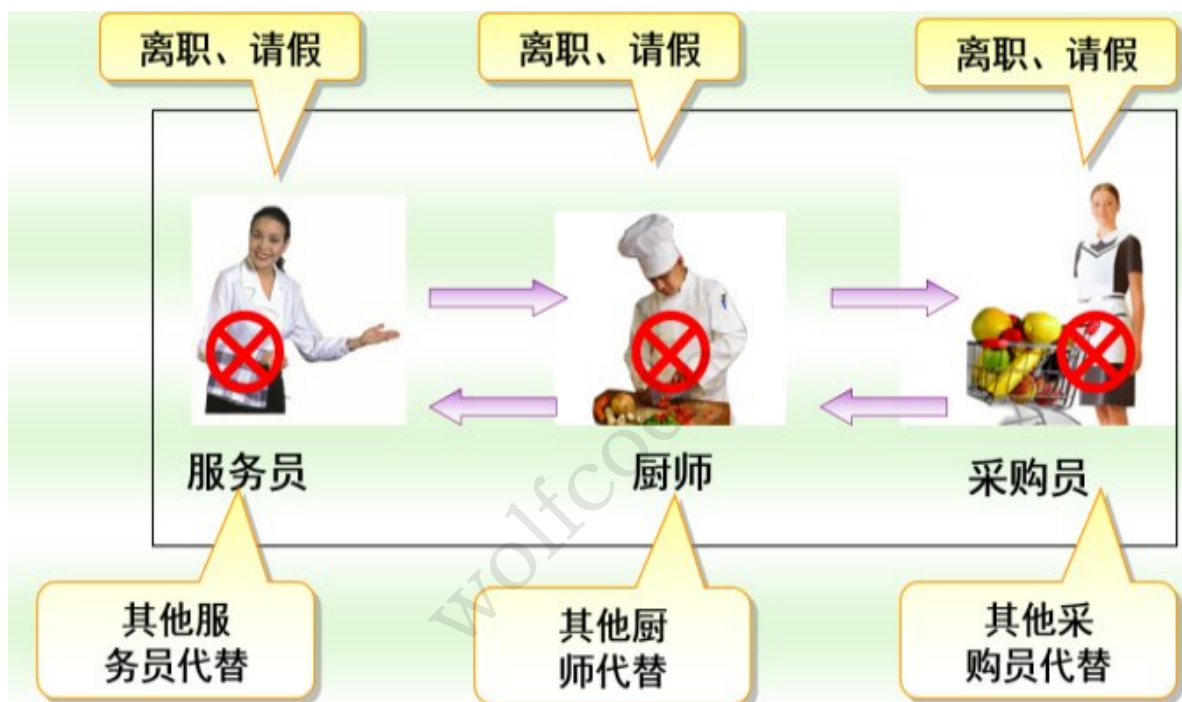 离职、请假
离职、请假
离职、请假
服务员
厨师
采购员
其他服
务员代替
其他厨
师代替
其他采
购员代替